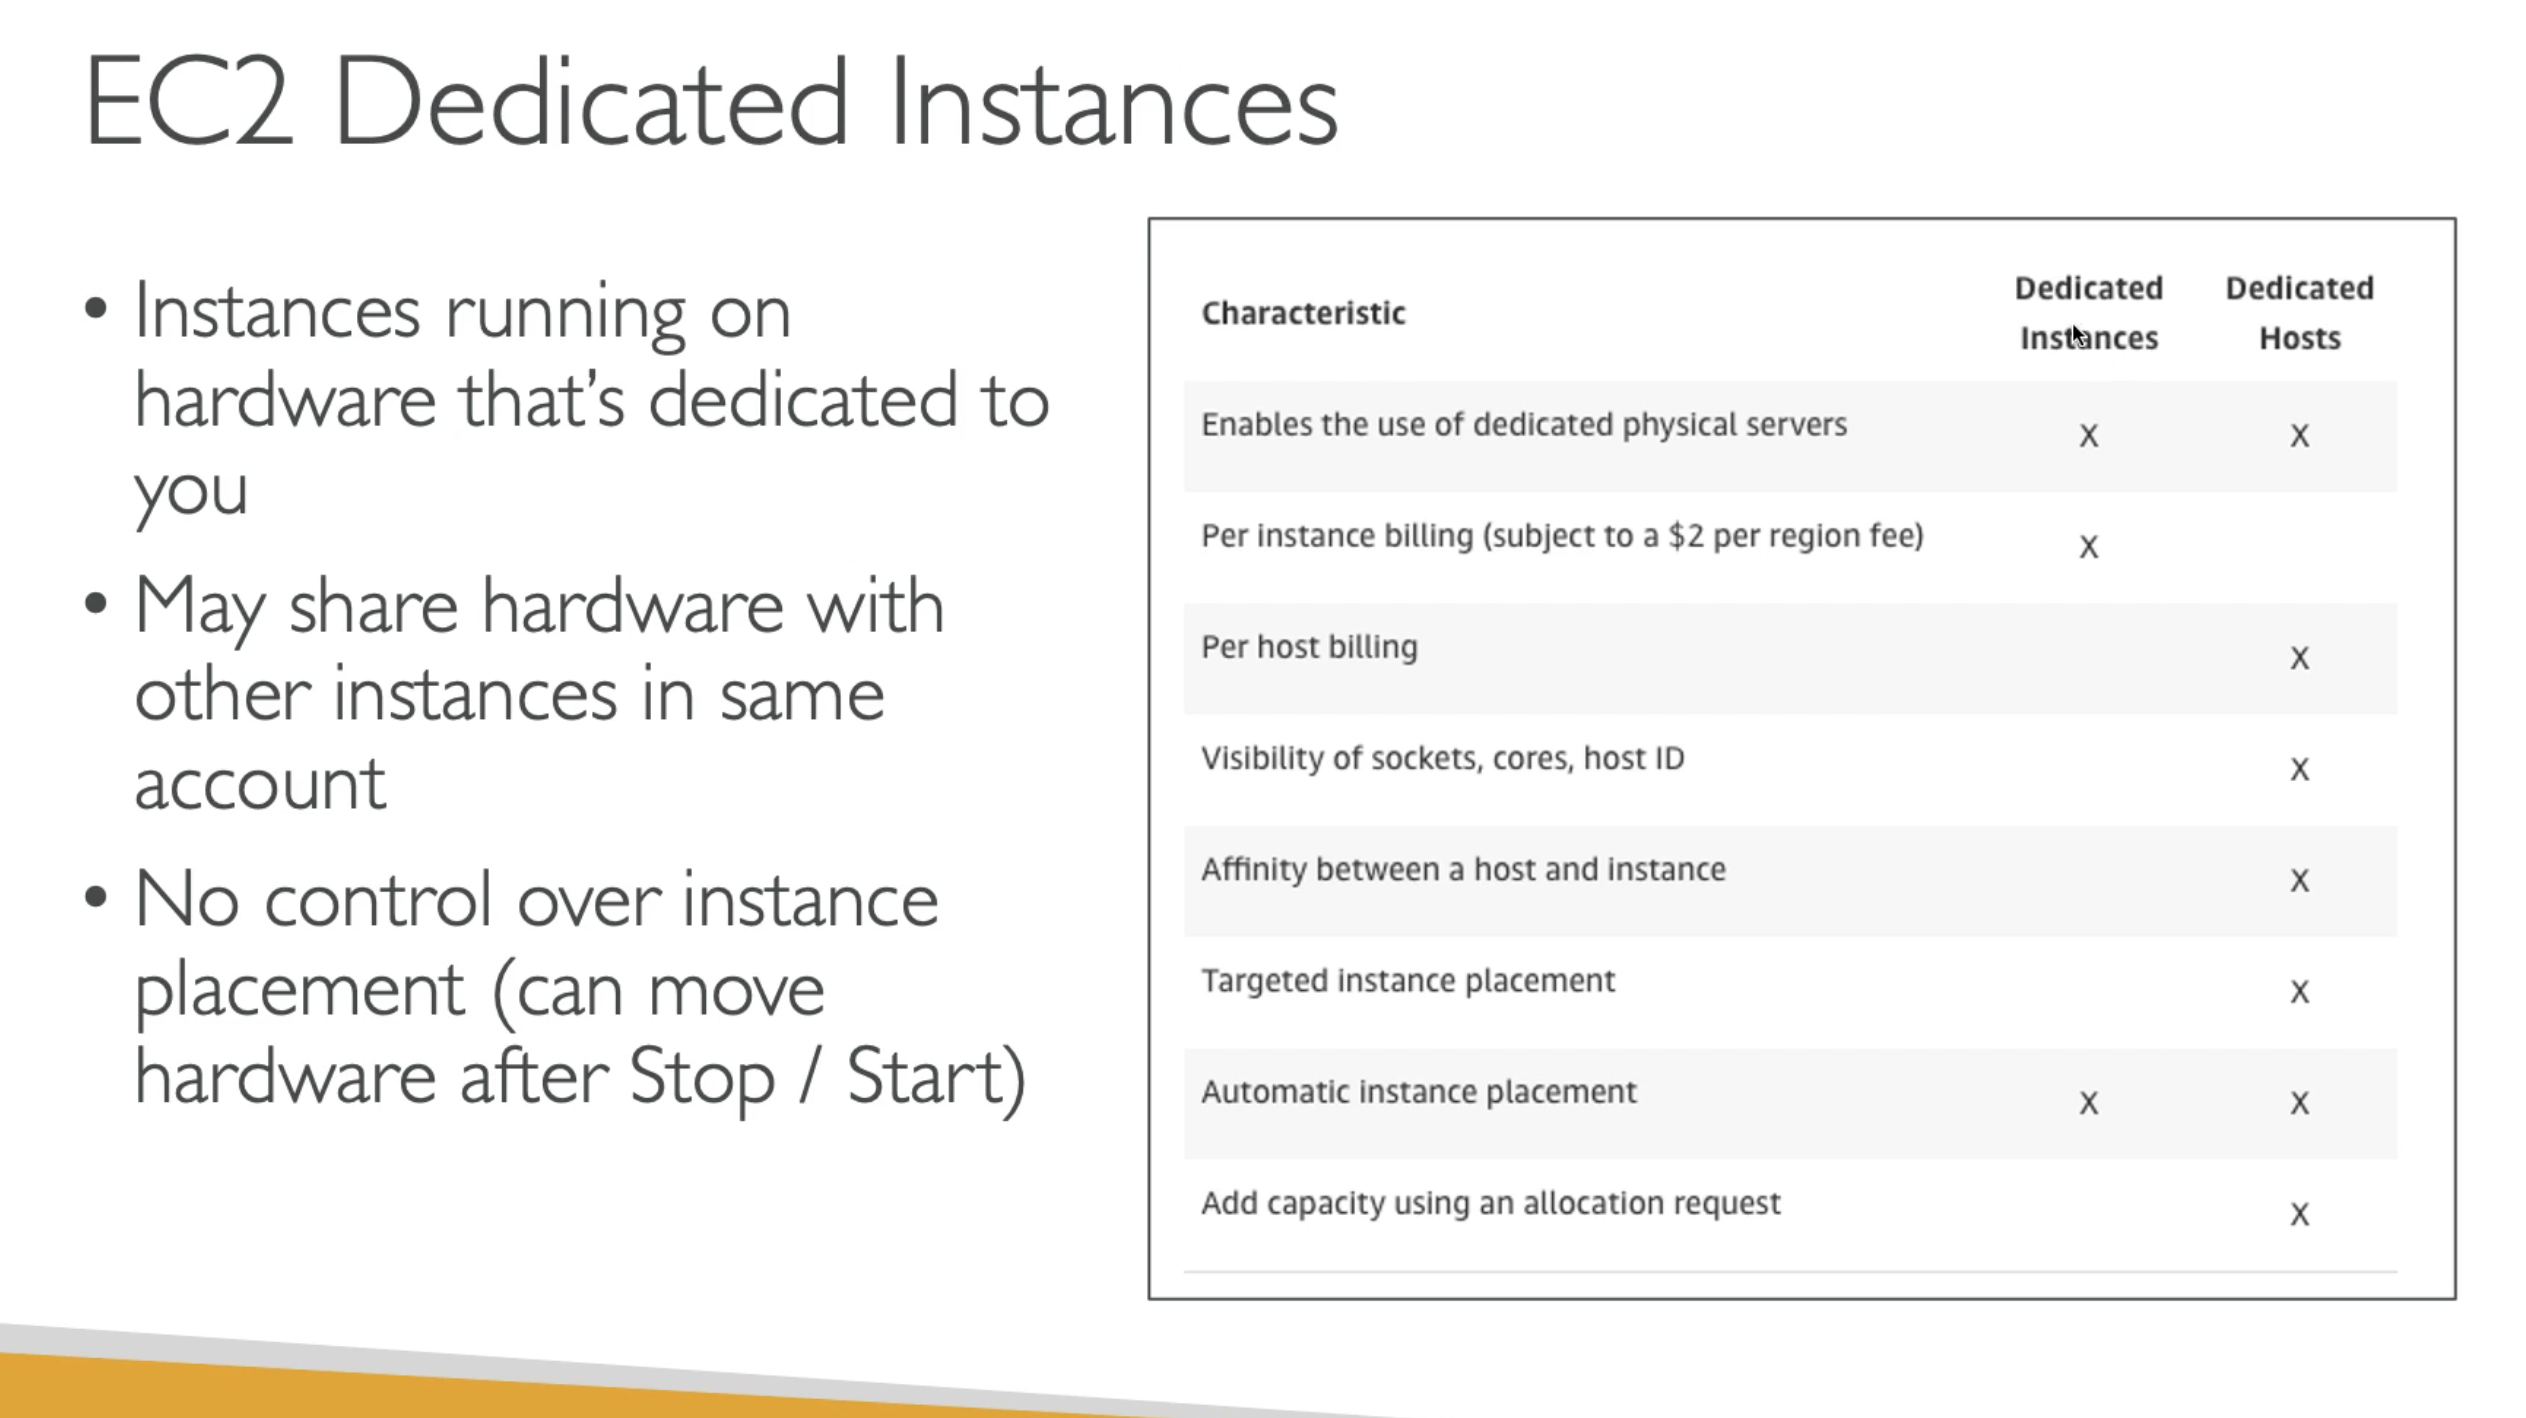 EC2 Dedicated Instances
• Instances running on
hardware that’s dedicated to
you
• May share hardware with
other instances in same
account
• No control over instance
placement (can move
hardware after Stop / Start)
Characteristic Dedicated Instances Dedicated Hosts
Enables the use of dedicated physical servers X X
Per instance billing (subject to a $2 per region fee) X
Per host billing X
Visibility of sockets, cores, host ID X
Affinity between a host and instance X
Targeted instance placement X
Automatic instance placement X X
Add capacity using an allocation request X